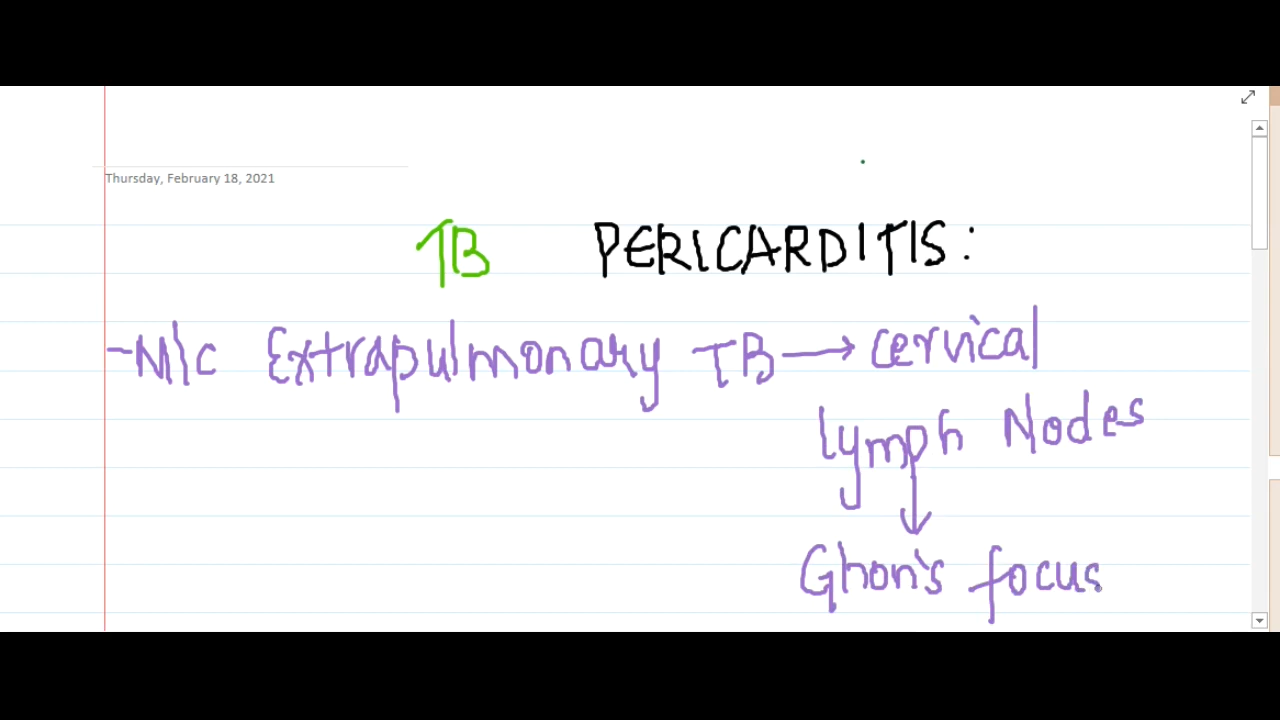 Thursday, February 18, 2021
TB PERICARDITIS:
-M/c Extrapulmonary TB → cervical
lymph Nodes
↓
Ghon's focus